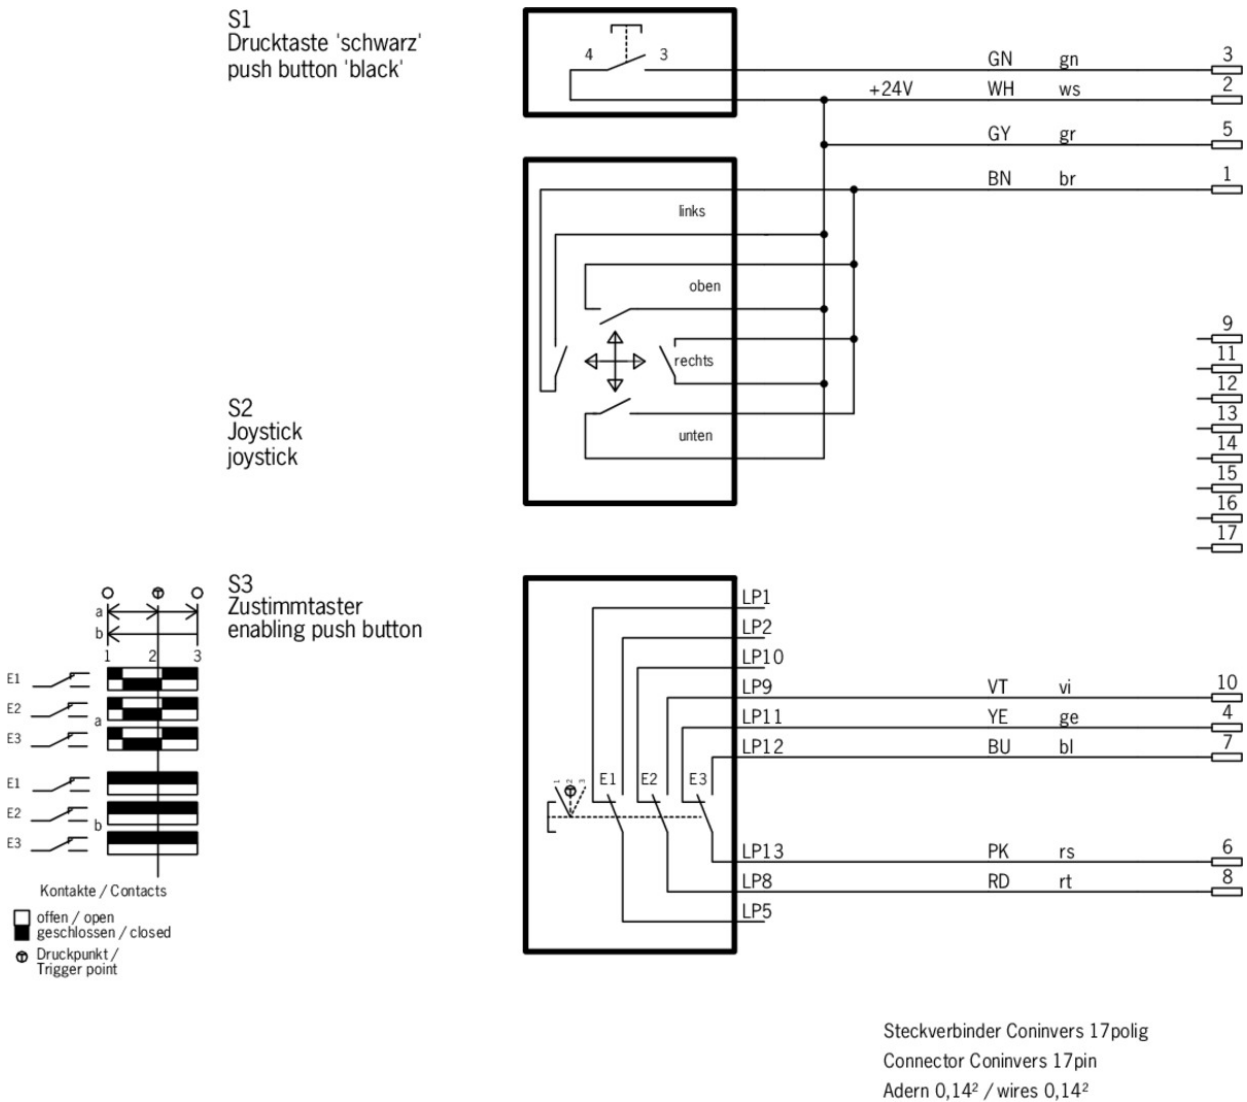 S1
Drucktaste 'schwarz'
push button 'black'
4 3
GN gn 3
+24V WH ws 2
GY gr 5
BN br 1
links
oben
rechts
unten
S2
Joystick
joystick
9
11
12
13
14
15
16
17
S3
Zustimmtaster
enabling push button
a
b
1 2 3
E1
E2
a
E3
E1
E2
b
E3
Kontakte / Contacts
offen / open
geschlossen / closed
Druckpunkt /
Trigger point
LP1
LP2
LP10
LP9 VT vi 10
LP11 YE ge 4
LP12 BU bl 7
1 2 3
E1 E2 E3
LP13 PK rs 6
LP8 RD rt 8
LP5
Steckverbinder Coninvers 17polig
Connector Coninvers 17pin
Adern 0,14² / wires 0,14²